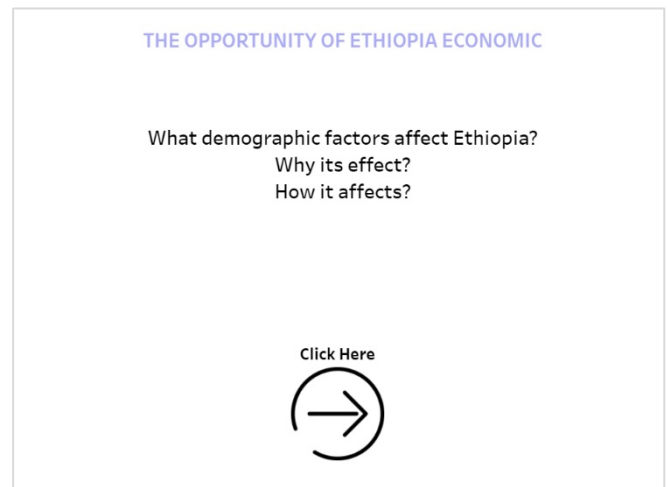 THE OPPORTUNITY OF ETHIOPIA ECONOMIC
What demographic factors affect Ethiopia?
Why its effect?
How it affects?
Click Here